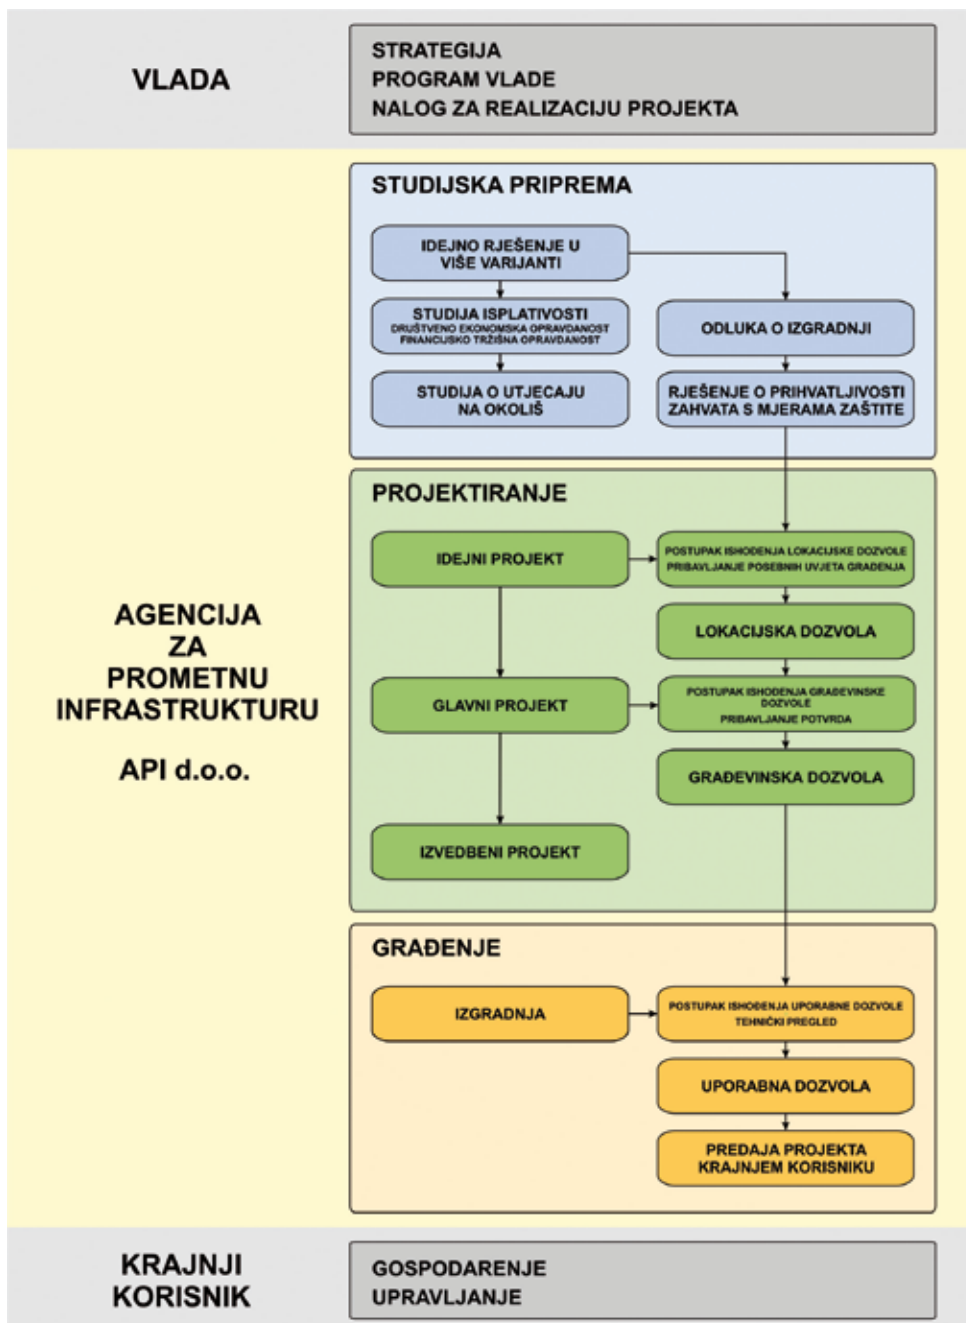 VLADA
STRATEGIJA
PROGRAM VLADE
NALOG ZA REALIZACIJU PROJEKTA
AGENCIJA
ZA
PROMETNU
INFRASTRUKTURU
API d.o.o.
STUDIJSKA PRIPREMA
IDEJNO RJEŠENJE U
VIŠE VARIJANTI
STUDIJA ISPLATIVOSTI
DRUŠTVENO EKONOMSKA OPRAVDANOST
FINANCIJSKO TRŽIŠNA OPRAVDANOST
ODLUKA O IZGRADNJI
STUDIJA O UTJECAJU
NA OKOLIŠ
RJEŠENJE O PRIHVATLJIVOSTI
ZAHVATA S MJERAMA ZAŠTITE
PROJEKTIRANJE
IDEJNI PROJEKT
POSTUPAK ISHOĐENJA LOKACIJSKE DOZVOLE
PRIBAVLJANJE POSEBNIH UVJETA GRAĐENJA
LOKACIJSKA DOZVOLA
GLAVNI PROJEKT
POSTUPAK ISHOĐENJA GRAĐEVINSKE
DOZVOLE
PRIBAVLJANJE POTVRDA
GRAĐEVINSKA DOZVOLA
IZVEDBENI PROJEKT
GRAĐENJE
IZGRADNJA
POSTUPAK ISHOĐENJA UPORABNE DOZVOLE
TEHNIČKI PREGLED
UPORABNA DOZVOLA
PREDAJA PROJEKTA
KRAJNJEM KORISNIKU
KRAJNJI
KORISNIK
GOSPODARENJE
UPRAVLJANJE